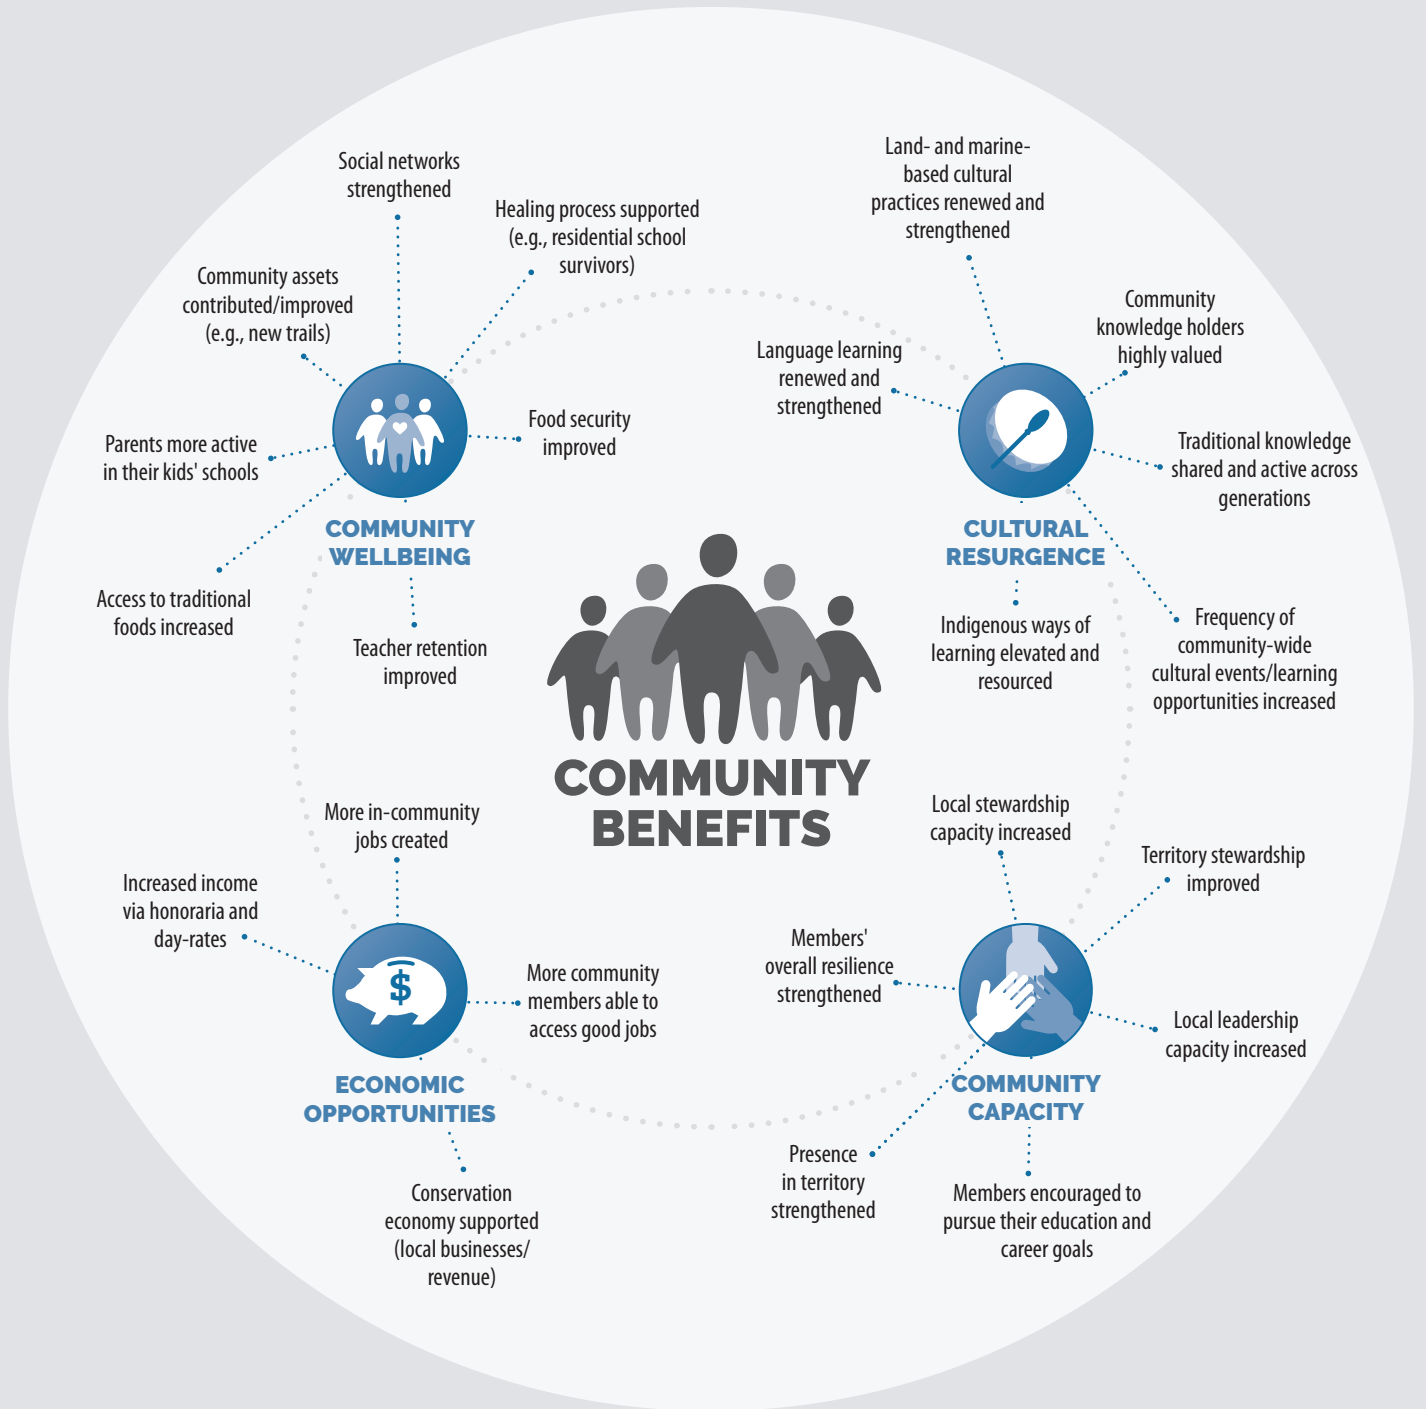 Social networks
strengthened
Healing process supported
(e.g., residential school
survivors)
Community assets
contributed/improved
(e.g., new trails)
Food security
improved
Parents more active
in their kids' schools
COMMUNITY
WELLBEING
Access to traditional
foods increased
Teacher retention
improved
Land- and marine-
based cultural
practices renewed and
strengthened
Community
knowledge holders
highly valued
Language learning
renewed and
strengthened
Traditional knowledge
shared and active across
generations
CULTURAL
RESURGENCE
Indigenous ways of
learning elevated and
resourced
Frequency of
community-wide
cultural events/learning
opportunities increased
COMMUNITY
BENEFITS
More in-community
jobs created
Increased income
via honoraria and
day-rates
$
More community
members able to
access good jobs
ECONOMIC
OPPORTUNITIES
Conservation
economy supported
(local businesses/
revenue)
Local stewardship
capacity increased
Territory stewardship
improved
Members'
overall resilience
strengthened
Local leadership
capacity increased
COMMUNITY
CAPACITY
Presence
in territory
strengthened
Members encouraged to
pursue their education and
career goals